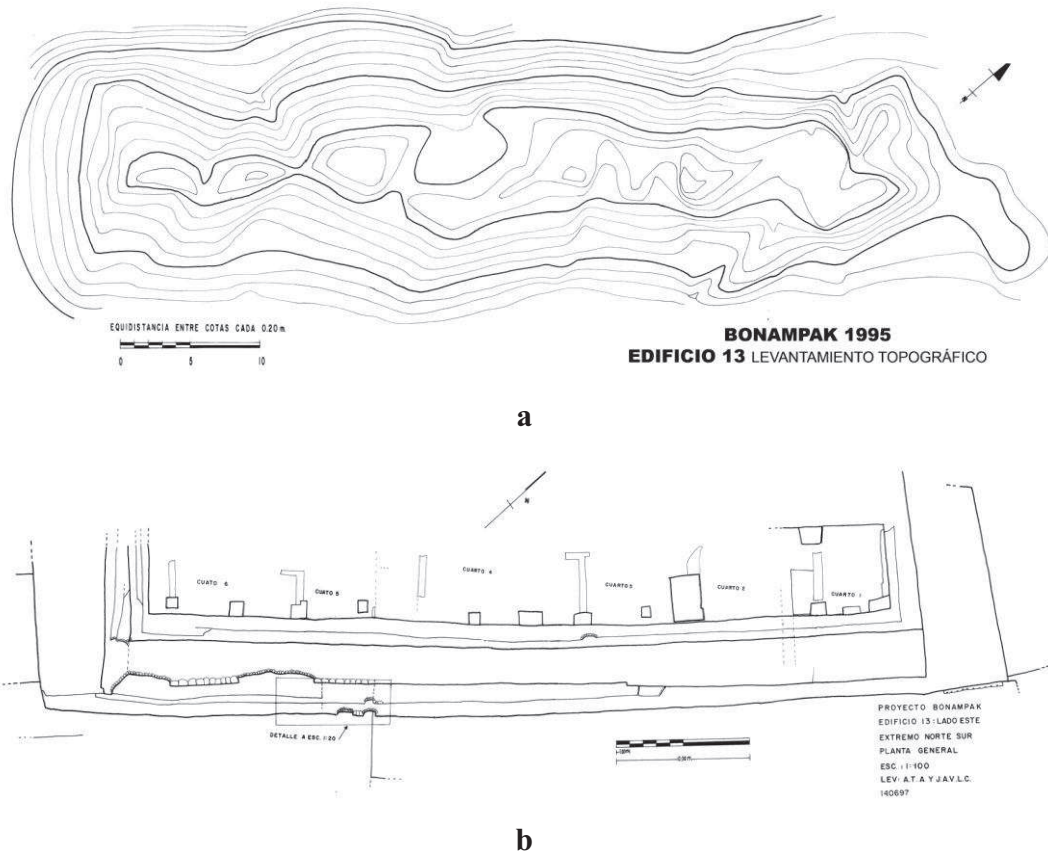 EQUIDISTANCIA ENTRE COTAS CADA 0.20 m.
0 5 10
BONAMPAK 1995
EDIFICIO 13 LEVANTAMIENTO TOPOGRÁFICO
a
N
CUATO 6
CUATO 5
CUARTO 4
CUARTO 3
CUARTO 2
CUARTO 1
DETALLE A ESC. 1:20
PROYECTO BONAMPAK
EDIFICIO 13: LADO ESTE
EXTREMO NORTE SUR
PLANTA GENERAL
ESC. : 1:100
LEV: A.T.A. Y J.A.V.L.C.
140697
b